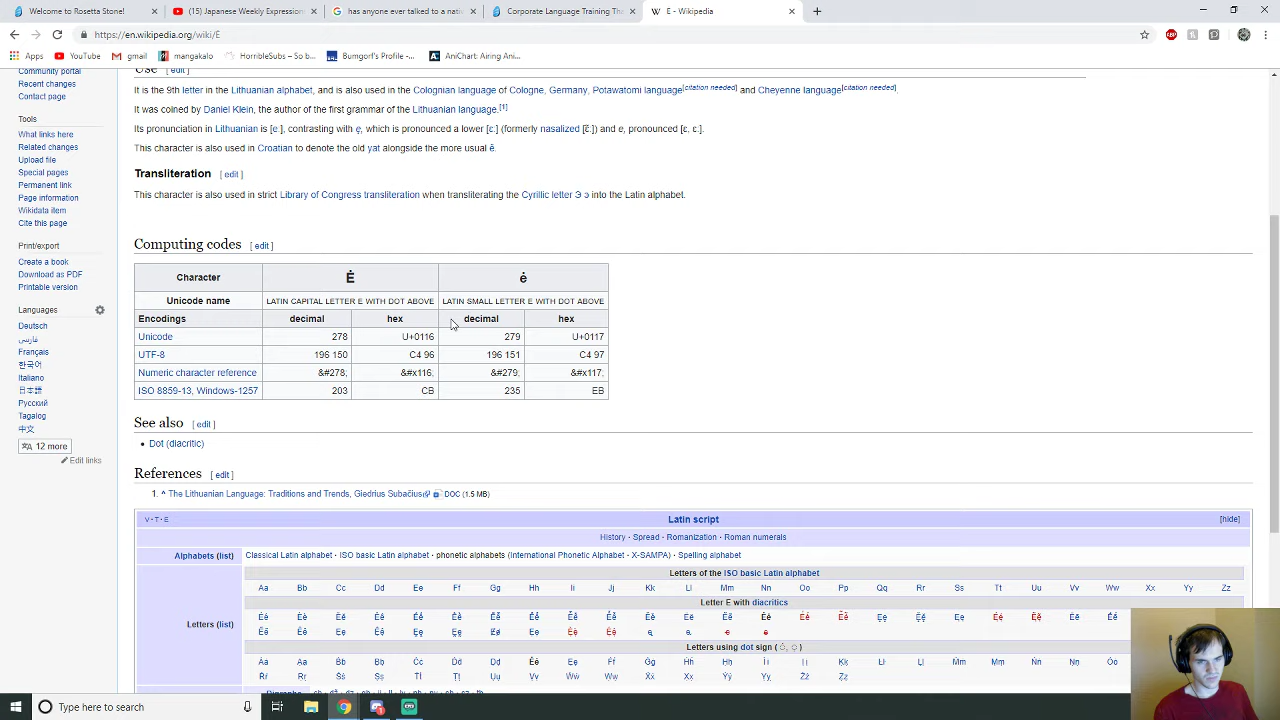 Welcome to Rosetta Stone!
(15) Japanese Weekly Expression
has anyone ever talked to a nati
Corporate Language Training The
Ė - Wikipedia
https://en.wikipedia.org/wiki/Ė
Apps
YouTube
gmail
mangakalo
HorribleSubs – So b...
Bumgorf's Profile -...
AniChart: Airing Ani...
Community portal
Recent changes
Contact page
Tools
What links here
Related changes
Upload file
Special pages
Permanent link
Page information
Wikidata item
Cite this page
Print/export
Create a book
Download as PDF
Printable version
Languages
Deutsch
فارسی
Français
한국어
Italiano
日本語
Русский
Tagalog
中文
12 more
Edit links
Use [edit]
It is the 9th letter in the Lithuanian alphabet, and is also used in the Colognian language of Cologne, Germany, Potawatomi language[citation needed] and Cheyenne language[citation needed].
It was coined by Daniel Klein, the author of the first grammar of the Lithuanian language.[1]
Its pronunciation in Lithuanian is [eː], contrasting with ę, which is pronounced a lower [ɛː] (formerly nasalized [ɛ̃ː]) and e, pronounced [ɛ, ɛː].
This character is also used in Croatian to denote the old yat alongside the more usual ě.
Transliteration [edit]
This character is also used in strict Library of Congress transliteration when transliterating the Cyrillic letter Э э into the Latin alphabet.
Computing codes [edit]
Character Ė ė
Unicode name LATIN CAPITAL LETTER E WITH DOT ABOVE LATIN SMALL LETTER E WITH DOT ABOVE
Encodings decimal hex decimal hex
Unicode 278 U+0116 279 U+0117
UTF-8 196 150 C4 96 196 151 C4 97
Numeric character reference &#278; &#x116; &#279; &#x117;
ISO 8859-13, Windows-1257 203 CB 235 EB
See also [edit]
Dot (diacritic)
References [edit]
1. ^ The Lithuanian Language: Traditions and Trends, Giedrius Subačius DOC (1.5 MB)
V·T·E Latin script [hide]
History · Spread · Romanization · Roman numerals
Alphabets (list) Classical Latin alphabet · ISO basic Latin alphabet · phonetic alphabets (International Phonetic Alphabet · X-SAMPA) · Spelling alphabet
Letters of the ISO basic Latin alphabet
Aa Bb Cc Dd Ee Ff Gg Hh Ii Jj Kk Ll Mm Nn Oo Pp Qq Rr Ss Tt Uu Vv Ww Xx Yy Zz
Letter E with diacritics
Letters (list)
Letters using dot sign ( ◌̇, ◌̣ )
Type here to search